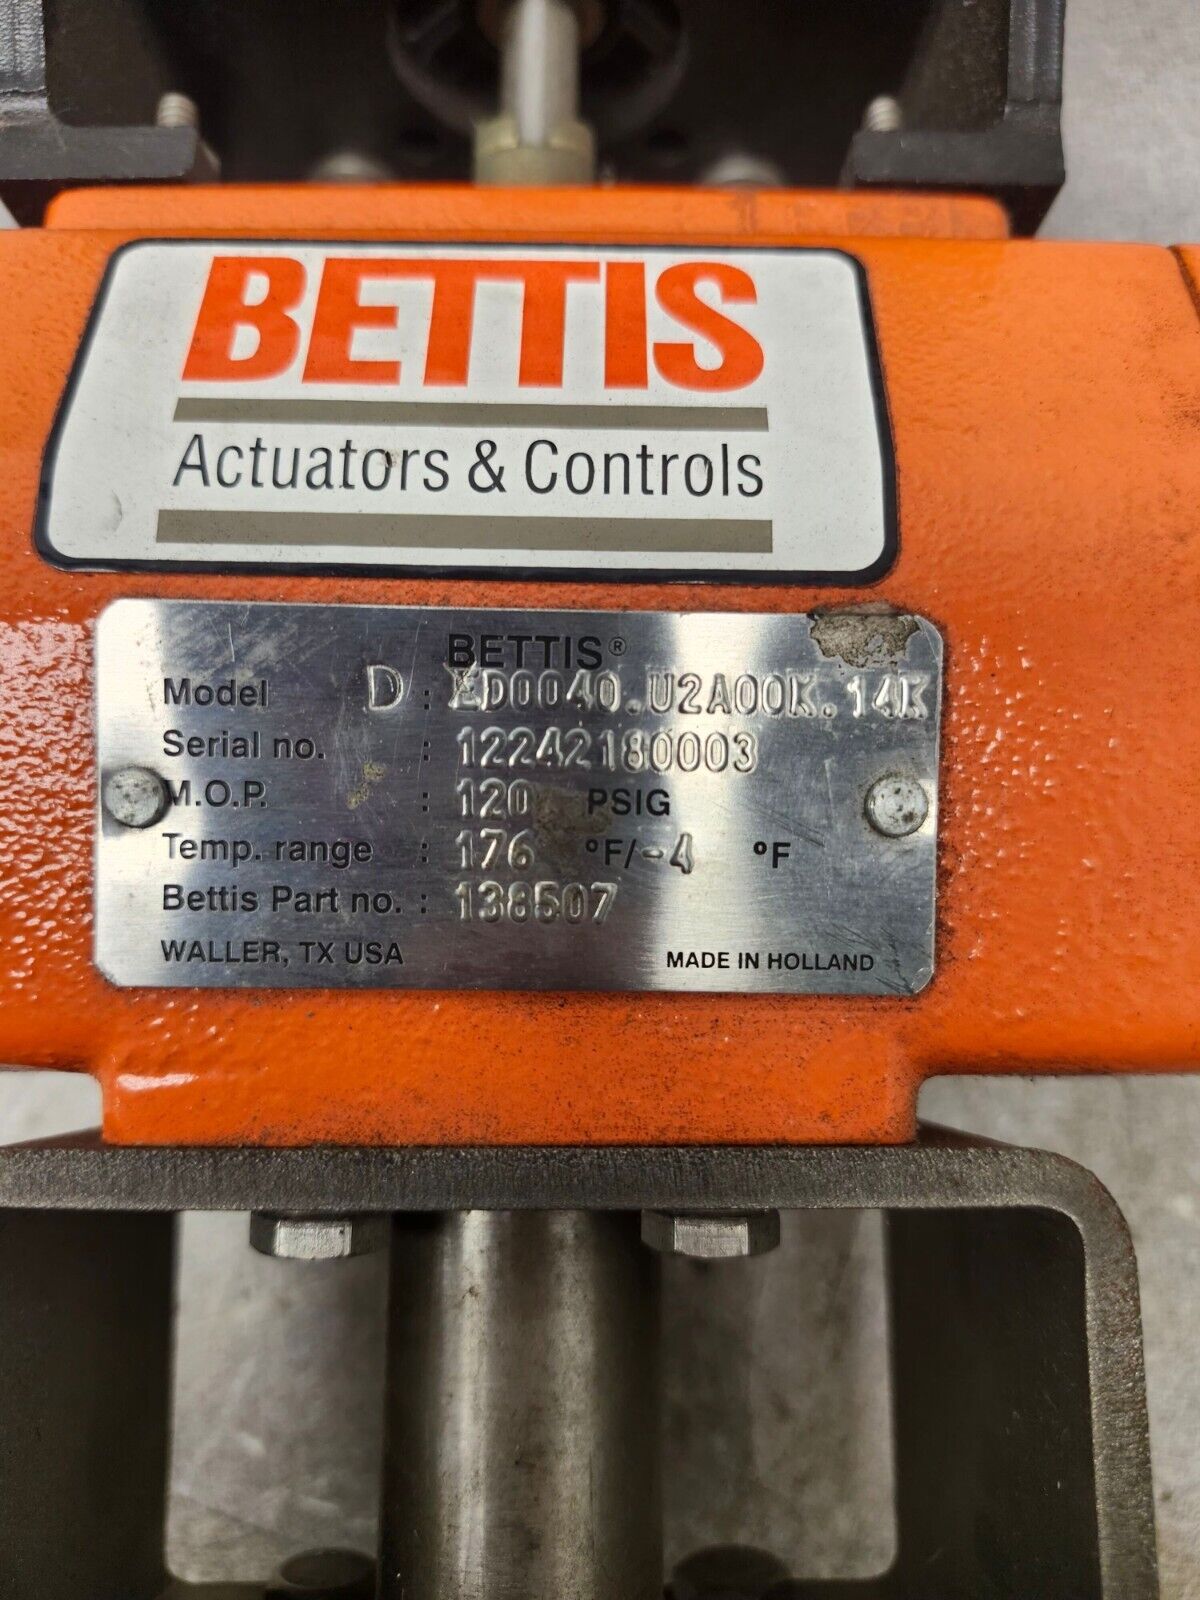 BETTIS
Actuators & Controls
BETTIS®
Model D : ED0040.U2A00K.14K
Serial no. : 12242180003
M.O.P. : 120 PSIG
Temp. range : 176 °F/-4 °F
Bettis Part no. : 138507
WALLER, TX USA MADE IN HOLLAND